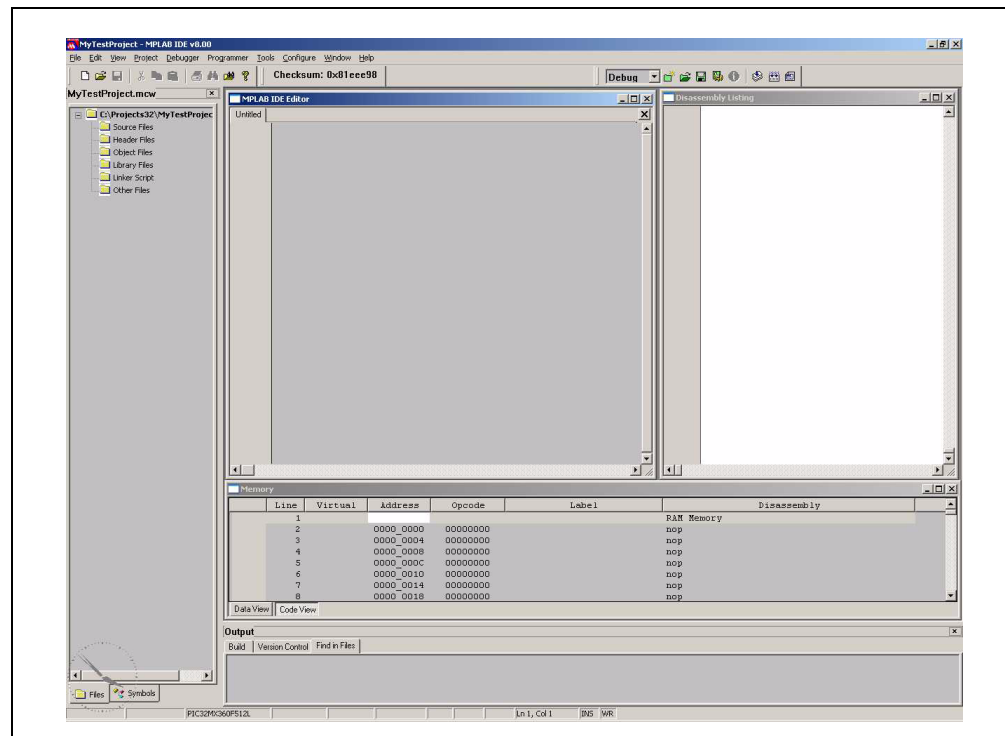 MyTestProject - MPLAB IDE v8.00
File Edit View Project Debugger Programmer Tools Configure Window Help
Checksum: 0x81eee98
Debug
MyTestProject.mcw
C:\Projects32\MyTestProjec
Source Files
Header Files
Object Files
Library Files
Linker Script
Other Files
Files Symbols
MPLAB IDE Editor
Untitled
Disassembly Listing
Memory
Line Virtual Address Opcode Label Disassembly
1 RAM Memory
2 0000_0000 00000000 nop
3 0000_0004 00000000 nop
4 0000_0008 00000000 nop
5 0000_000C 00000000 nop
6 0000_0010 00000000 nop
7 0000_0014 00000000 nop
8 0000_0018 00000000 nop
Data View Code View
Output
Build Version Control Find in Files
PIC32MX360F512L Ln 1, Col 1 INS WR